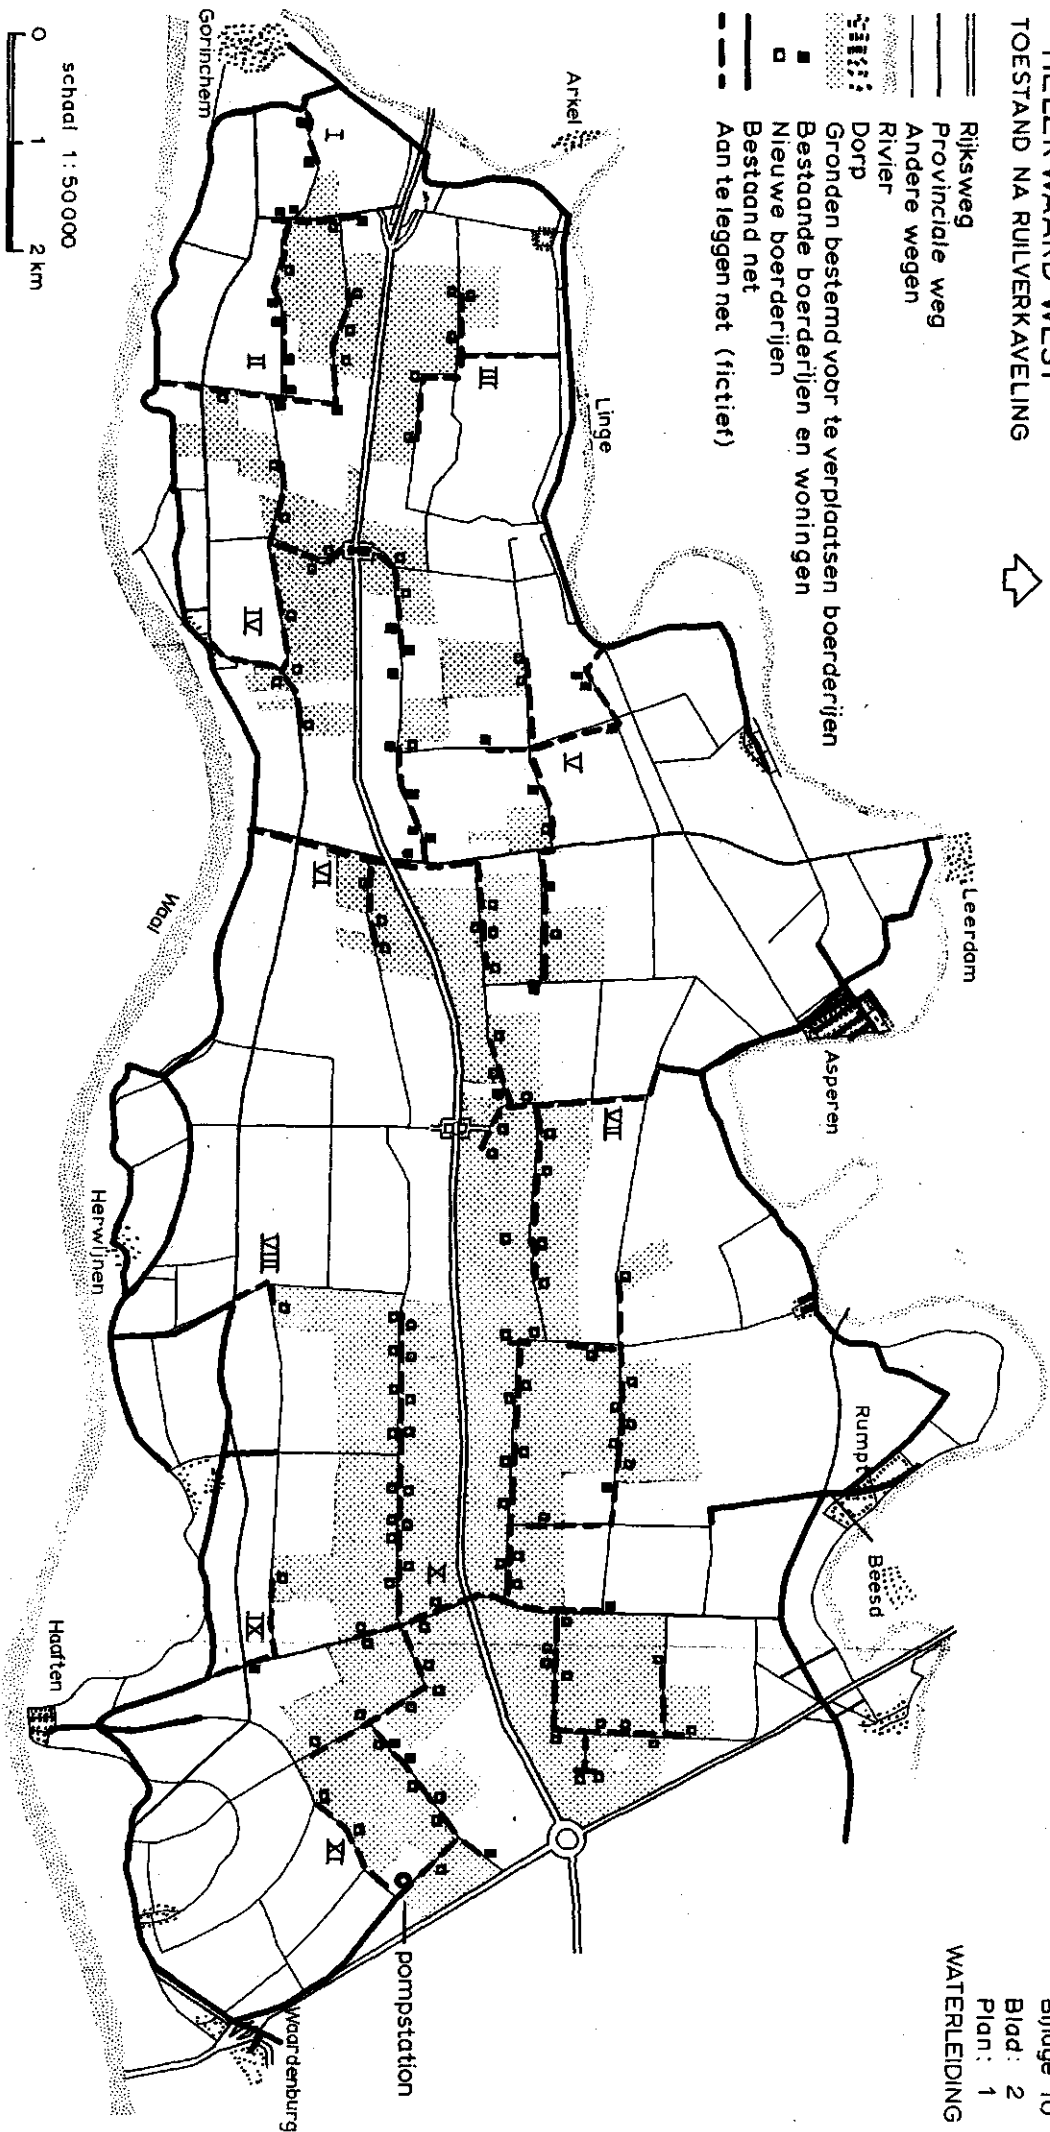 TOESTAND NA RUILVERKAVELING
Rijksweg
Provinciale weg
Andere wegen
Rivier
Dorp
Gronden bestemd voor te verplaatsen boerderijen
Bestaande boerderijen en woningen
Nieuwe boerderijen
Bestaand net
Aan te leggen net (fictief)
Blad: 2
Plan: 1
WATERLEIDING
Gorinchem
Arkel
Linge
Leerdam
Asperen
Rumpt
Beesd
Waal
Herwijnen
Haaften
Waardenburg
pompstation
I
II
III
IV
V
VI
VII
VIII
IX
X
XI
schaal 1:50000
0 1 2 km